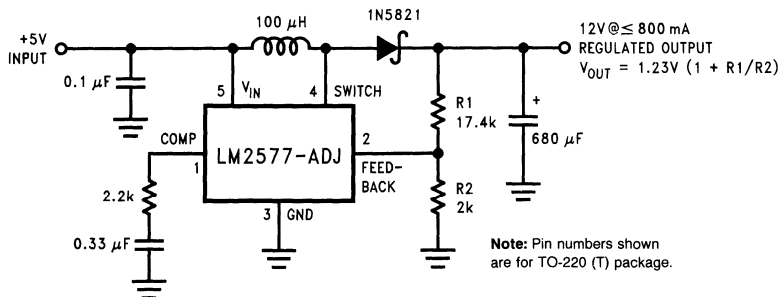 +5V
INPUT
100 μH
1N5821
12V@≤ 800 mA
REGULATED OUTPUT
VOUT = 1.23V (1 + R1/R2)
0.1 μF
5
VIN
4
SWITCH
R1
17.4k
+
680 μF
COMP
1
LM2577-ADJ
2
FEED-
BACK
2.2k
3
GND
R2
2k
0.33 μF
Note: Pin numbers shown
are for TO-220 (T) package.